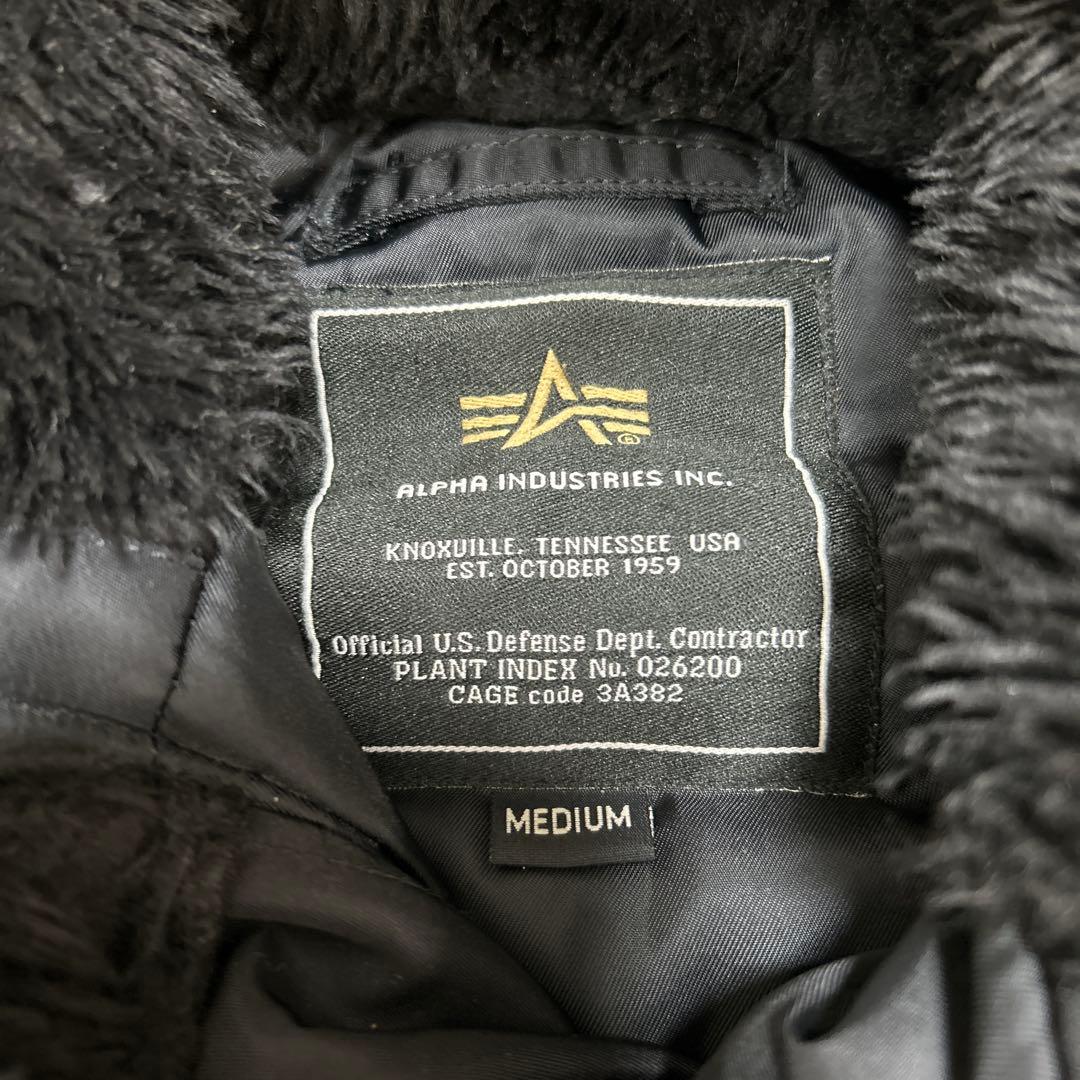 ALPHA INDUSTRIES INC.
KNOXVILLE, TENNESSEE USA
EST. OCTOBER 1959
Official U.S. Defense Dept. Contractor
PLANT INDEX No. 026200
CAGE code 3A382
MEDIUM